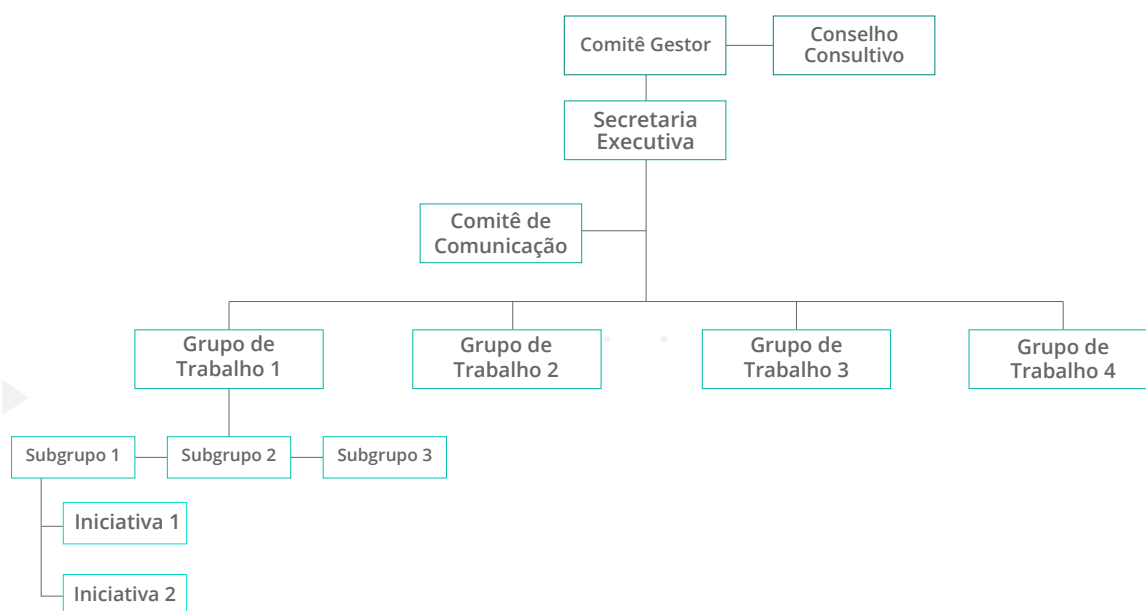 Comitê Gestor
Conselho
Consultivo
Secretaria
Executiva
Comitê de
Comunicação
Grupo de
Trabalho 1
Grupo de
Trabalho 2
Grupo de
Trabalho 3
Grupo de
Trabalho 4
Subgrupo 1
Subgrupo 2
Subgrupo 3
Iniciativa 1
Iniciativa 2